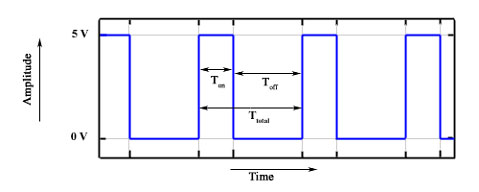 5 V
Amplitude
T on
T off
T total
0 V
Time